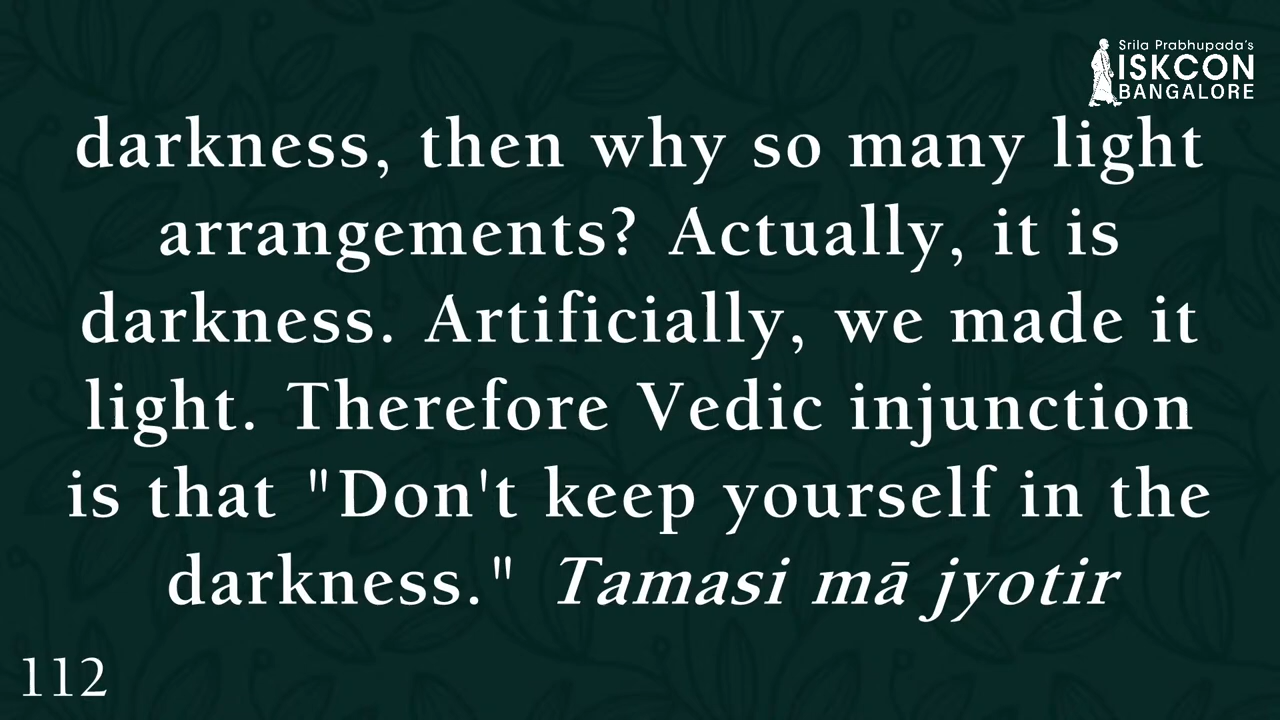 Srila Prabhupada's
ISKCON
BANGALORE
darkness, then why so many light
arrangements? Actually, it is
darkness. Artificially, we made it
light. Therefore Vedic injunction
is that "Don't keep yourself in the
darkness." Tamasi mā jyotir
112